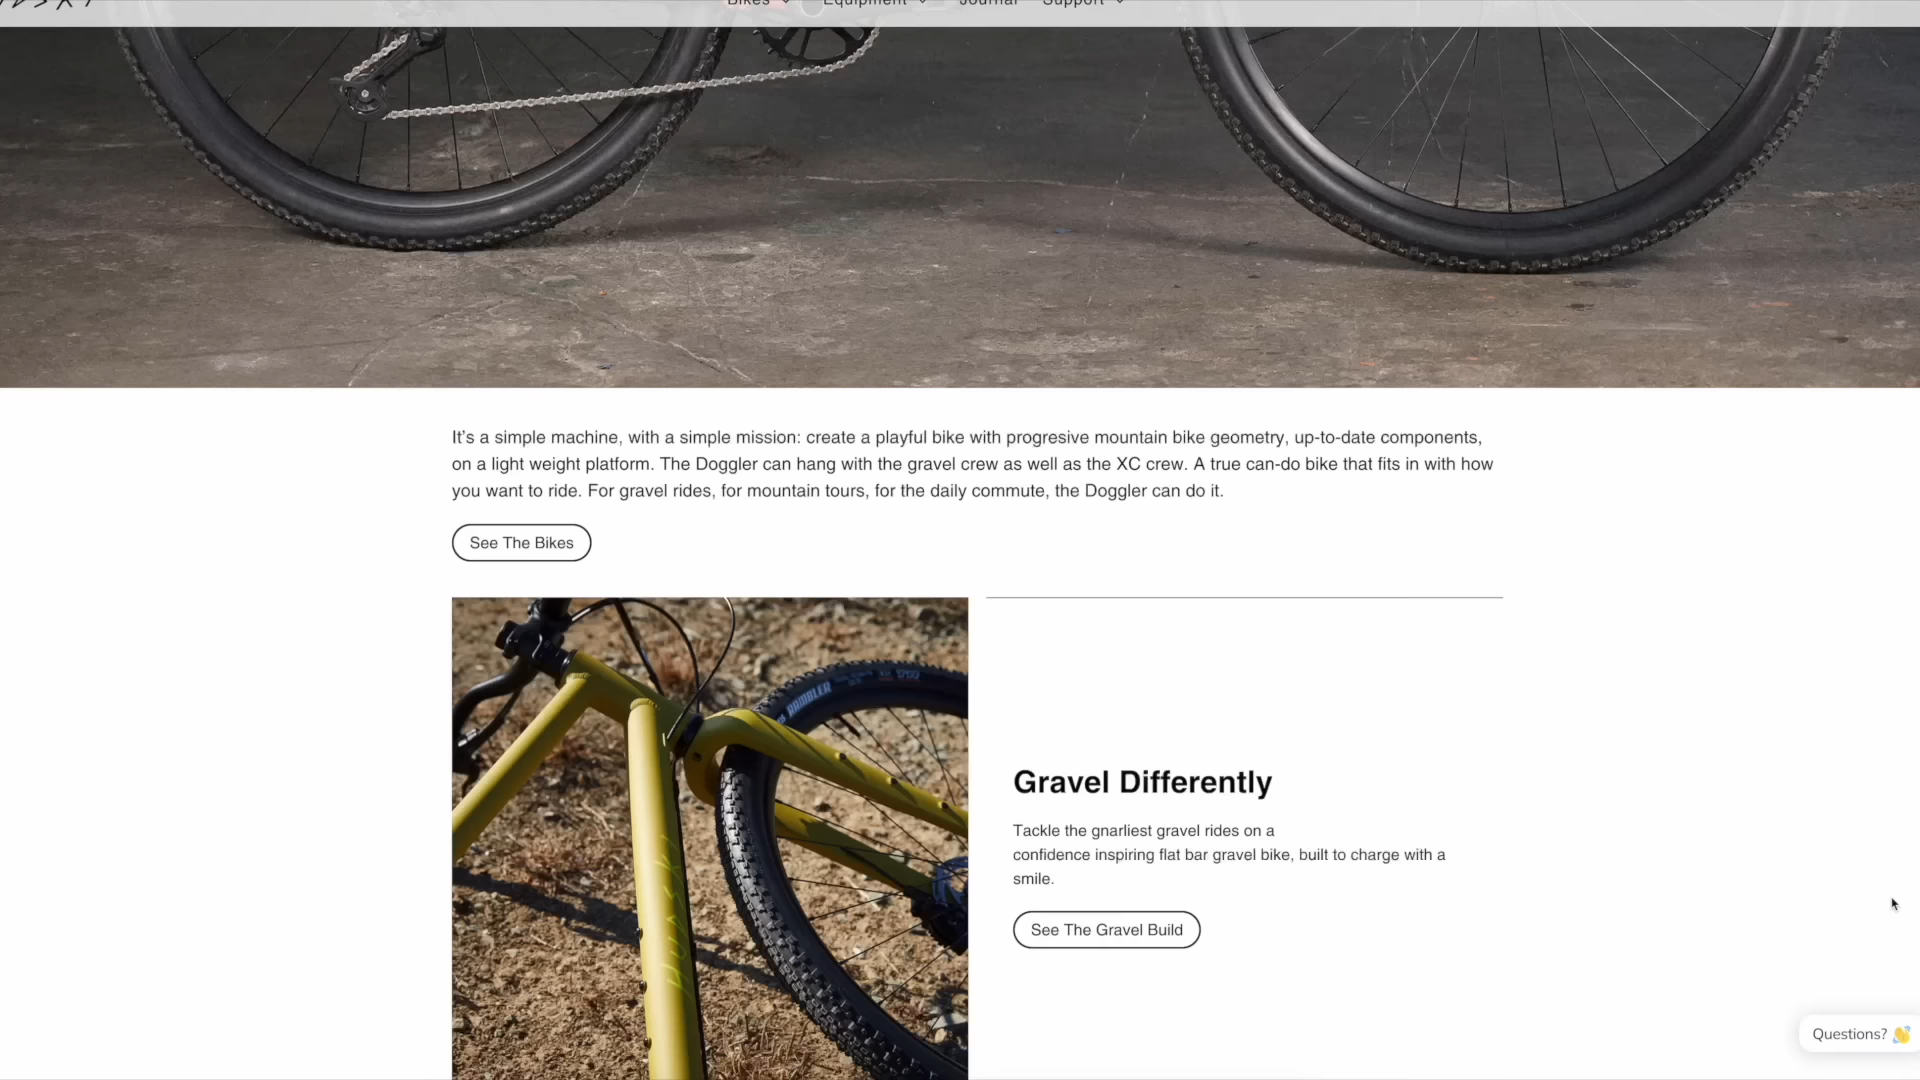 Bikes Equipment Journal Support
It's a simple machine, with a simple mission: create a playful bike with progresive mountain bike geometry, up-to-date components,
on a light weight platform. The Doggler can hang with the gravel crew as well as the XC crew. A true can-do bike that fits in with how
you want to ride. For gravel rides, for mountain tours, for the daily commute, the Doggler can do it.
See The Bikes
RAMBLER
HUDSKI
Gravel Differently
Tackle the gnarliest gravel rides on a
confidence inspiring flat bar gravel bike, built to charge with a
smile.
See The Gravel Build
Questions? 👋